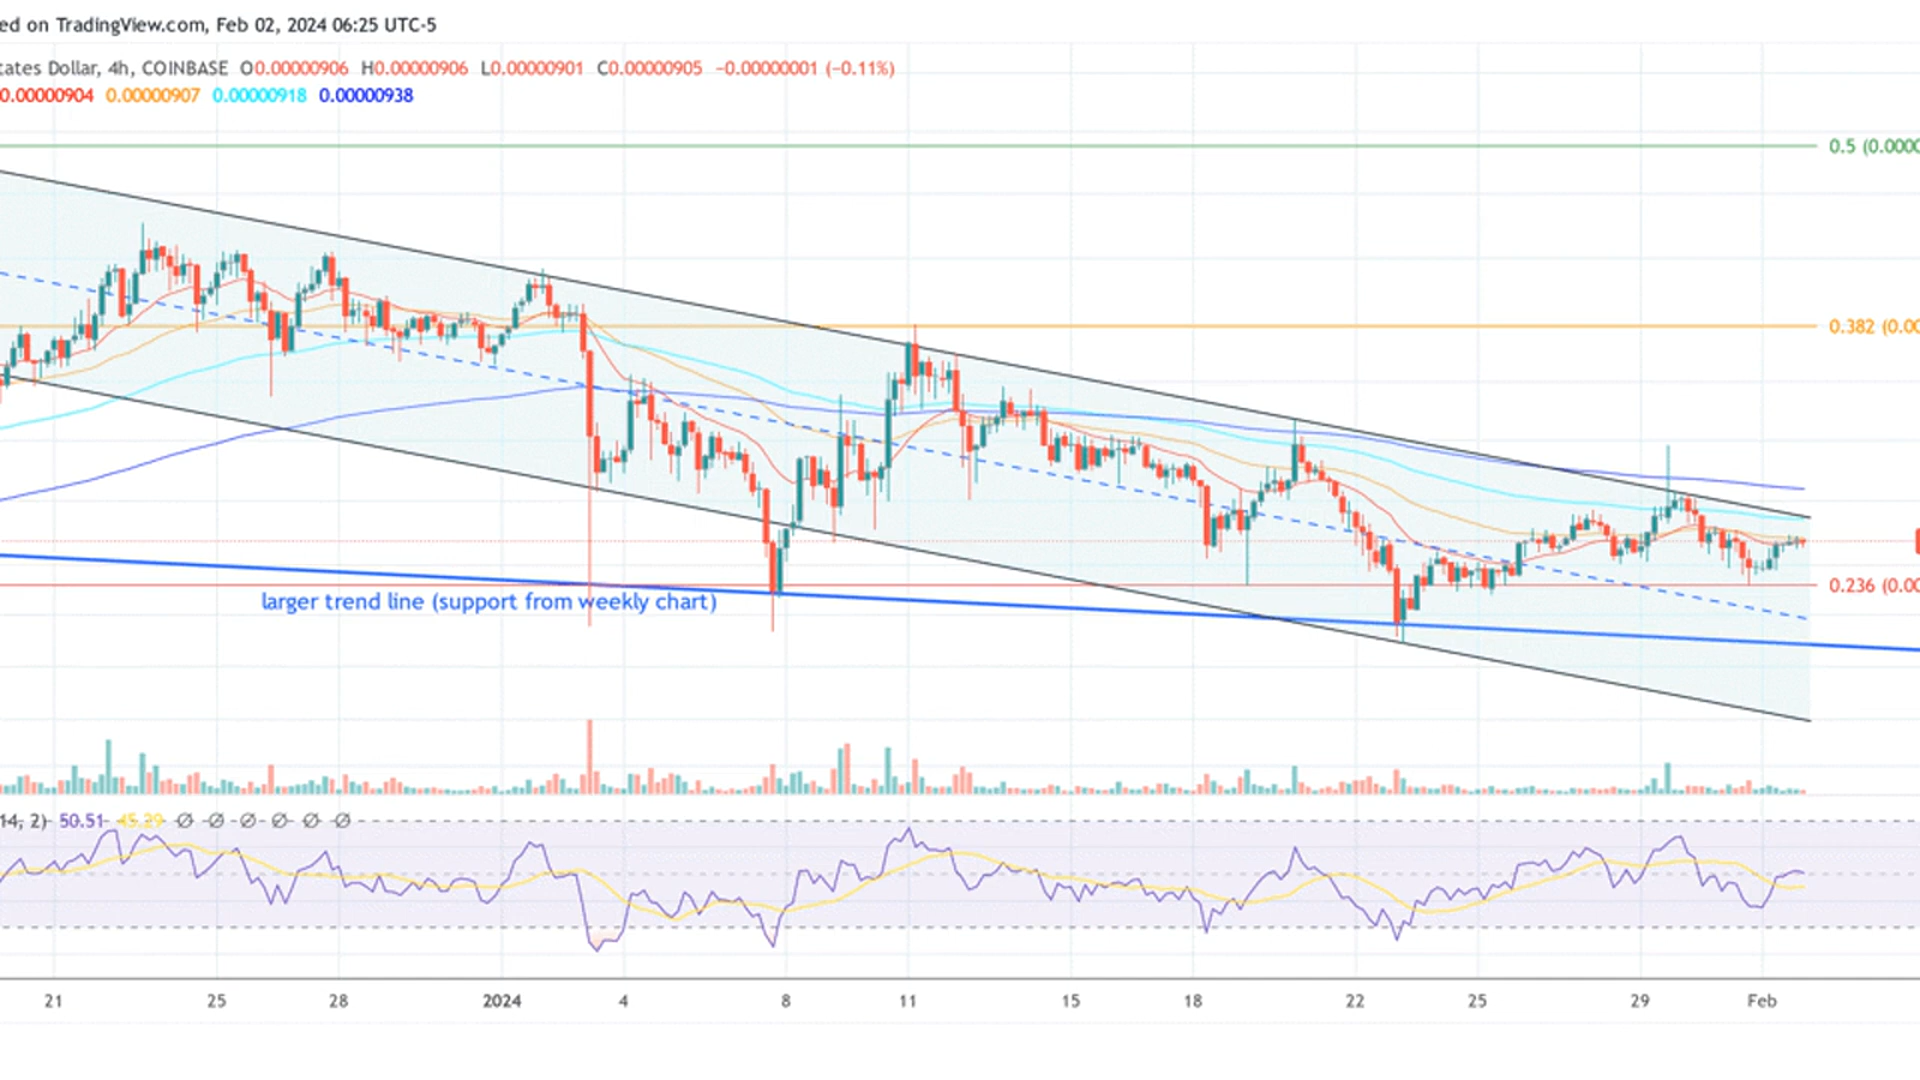 ed on TradingView.com, Feb 02, 2024 06:25 UTC-5
tates Dollar, 4h, COINBASE O0.00000906 H0.00000906 L0.00000901 C0.00000905 −0.00000001 (−0.11%)
0.00000904 0.00000907 0.00000918 0.00000938
0.5 (0.0000
0.382 (0.00
0.236 (0.00
larger trend line (support from weekly chart)
14, 2) 50.51 45.29 ∅ ∅ ∅ ∅ ∅ ∅
21 25 28 2024 4 8 11 15 18 22 25 29 Feb